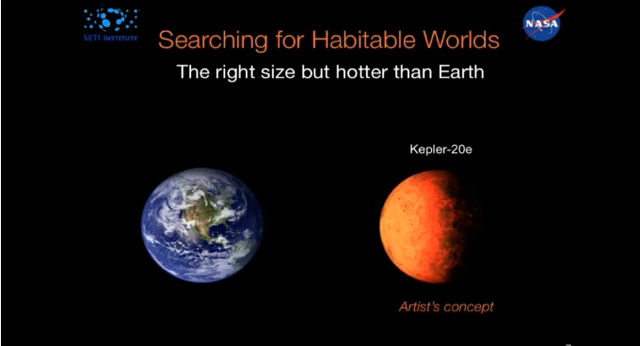 SETI INSTITUTE
NASA
Searching for Habitable Worlds
The right size but hotter than Earth
Kepler-20e
Artist's concept